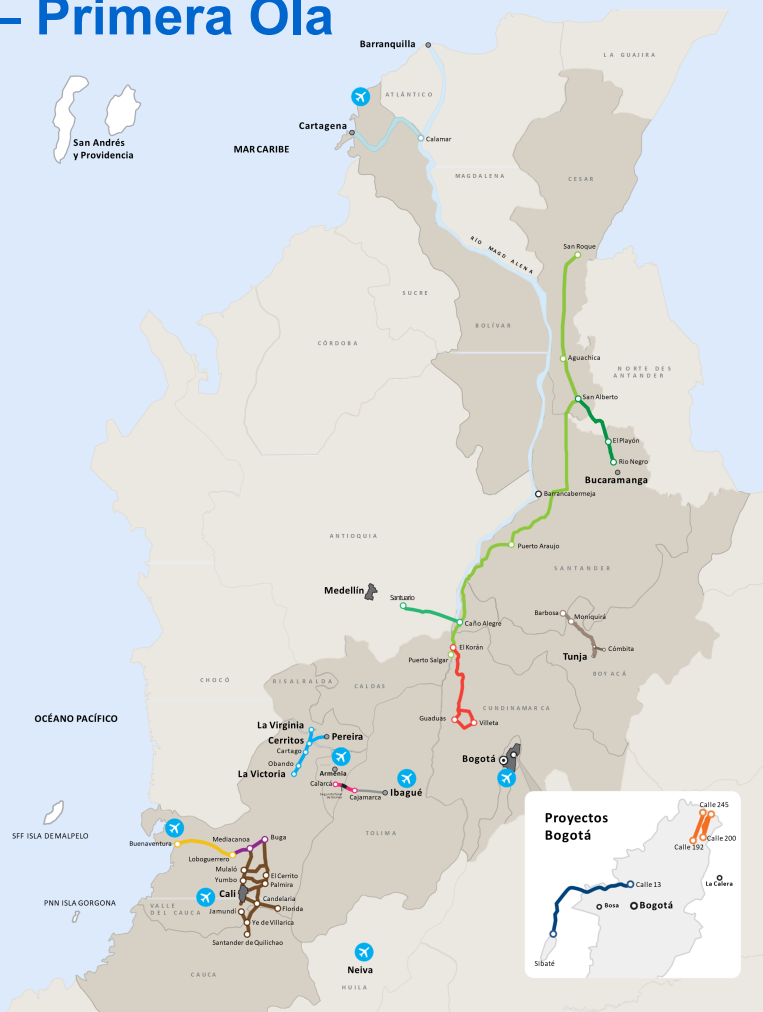 – Primera Ola
Barranquilla
LA GUAJIRA
ATLÁNTICO
Cartagena
Calamar
San Andrés
y Providencia
MAR CARIBE
MAGDALENA
CESAR
RÍO MAGDALENA
San Roque
SUCRE
BOLÍVAR
CÓRDOBA
Aguachica
NORTE DES
ANTANDER
San Alberto
El Playón
Rio Negro
Bucaramanga
Barrancabermeja
ANTIOQUIA
Puerto Araujo
SANTANDER
Medellín
Santuario
Caño Alegre
Barbosa
Moniquirá
El Korán
Cómbita
Tunja
Puerto Salgar
BOYACÁ
CHOCÓ
RISALRALDA
CALDAS
CUNDINAMARCA
OCÉANO PACÍFICO
Guaduas
Villeta
La Virginia
Pereira
Cerritos
Cartago
Bogotá
Obando
La Victoria
Armenia
Calarcá
Cajamarca
Ibagué
TOLIMA
SFF ISLA DE MALPELO
Buenaventura
Mediacanoa
Buga
Loboguerrero
Mulaló
El Cerrito
Yumbo
Palmira
Cali
Candelaria
Florida
PNN ISLA GORGONA
VALLE
DEL CAUCA
Jamundí
Ye de Villarica
Santander de Quilichao
Neiva
CAUCA
HUILA
Proyectos
Bogotá
Calle 245
Calle 200
Calle 192
La Calera
Calle 13
Bosa
Bogotá
Sibaté